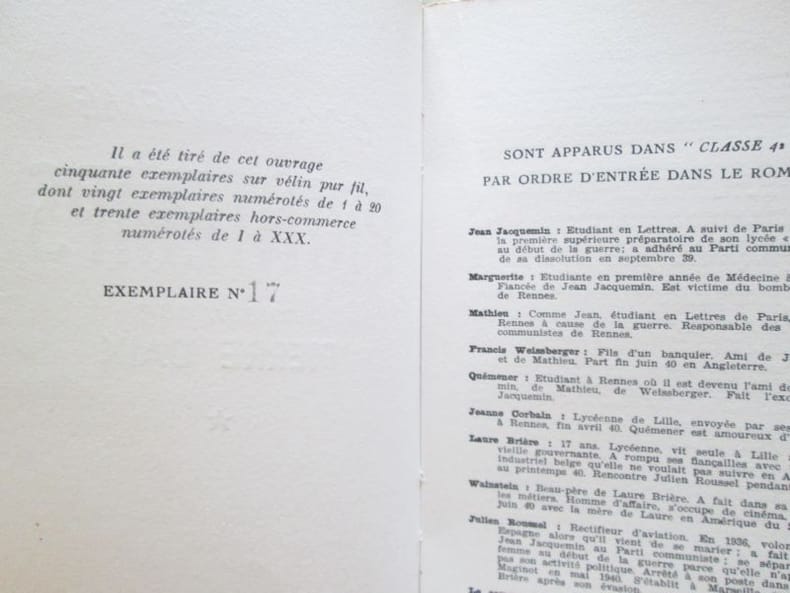 Il a été tiré de cet ouvrage
cinquante exemplaires sur vélin pur fil,
dont vingt exemplaires numérotés de 1 à 20
et trente exemplaires hors-commerce
numérotés de I à XXX.
EXEMPLAIRE N° 17
SONT APPARUS DANS " CLASSE 42
PAR ORDRE D'ENTRÉE DANS LE ROM
Jean Jacquemin : Etudiant en Lettres. A suivi de Paris
la première supérieure préparatoire de son lycée «
au début de la guerre; a adhéré au Parti commun
de sa dissolution en septembre 39.
Marguerite : Etudiante en première année de Médecine à
Fiancée de Jean Jacquemin. Est victime du bomb
de Rennes.
Mathieu : Comme Jean, étudiant en Lettres de Paris,
Rennes à cause de la guerre. Responsable des
communistes de Rennes.
Francis Weissberger : Fils d'un banquier. Ami de J
et de Mathieu. Part fin juin 40 en Angleterre.
Quémener : Etudiant à Rennes où il est devenu l'ami de
min, de Mathieu, de Weissberger. Fait l'exo
Jacquemin.
Jeanne Corbain : Lycéenne de Lille, envoyée par ses
à Rennes, fin avril 40. Quémener est amoureux d'
Laure Brière : 17 ans. Lycéenne, vit seule à Lille
vieille gouvernante. A rompu ses fiançailles avec
industriel belge qu'elle ne voulait pas suivre en A
au printemps 40. Rencontre Julien Roussel pendant
Wainstein : Beau-père de Laure Brière. A fait dans sa
les métiers. Homme d'affaire, s'occupe de cinéma,
juin 40 avec la mère de Laure en Amérique du S
Julien Roussel : Rectifieur d'aviation. En 1936, volon
Espagne alors qu'il vient de se marier ; a fait
Jean Jacquemin au Parti communiste ; se sépar
femme au début de la guerre parce qu'elle n'ap
pas son activité politique. Arrêté à son poste dans
Maginot en mai 1940. S'établit à Marseille
Brière après son évasion.